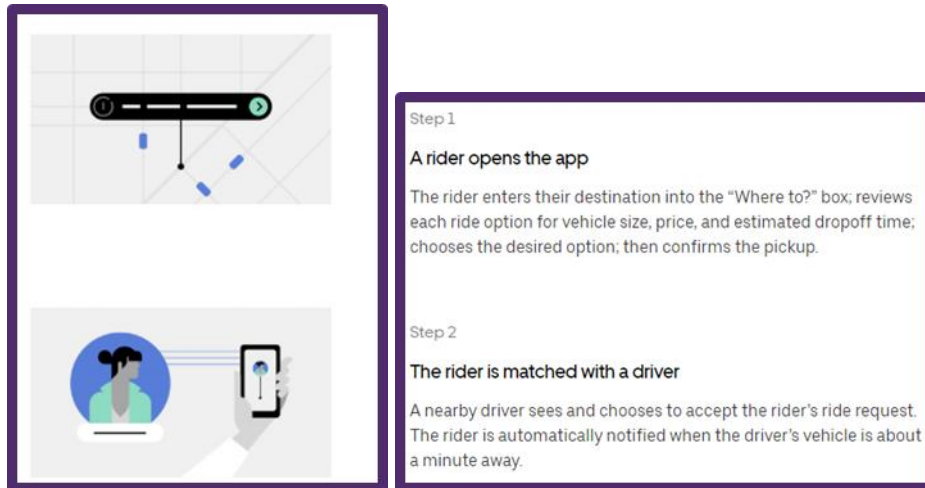 Step 1
A rider opens the app
The rider enters their destination into the “Where to?” box; reviews
each ride option for vehicle size, price, and estimated dropoff time;
chooses the desired option; then confirms the pickup.
Step 2
The rider is matched with a driver
A nearby driver sees and chooses to accept the rider's ride request.
The rider is automatically notified when the driver's vehicle is about
a minute away.